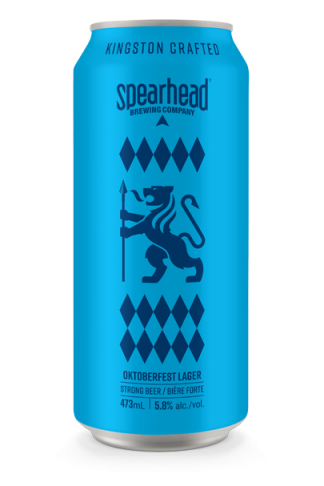 KINGSTON CRAFTED
Spearhead®
BREWING COMPANY
OKTOBERFEST LAGER
STRONG BEER / BIÈRE FORTE
473mL | 5.8% alc./vol.